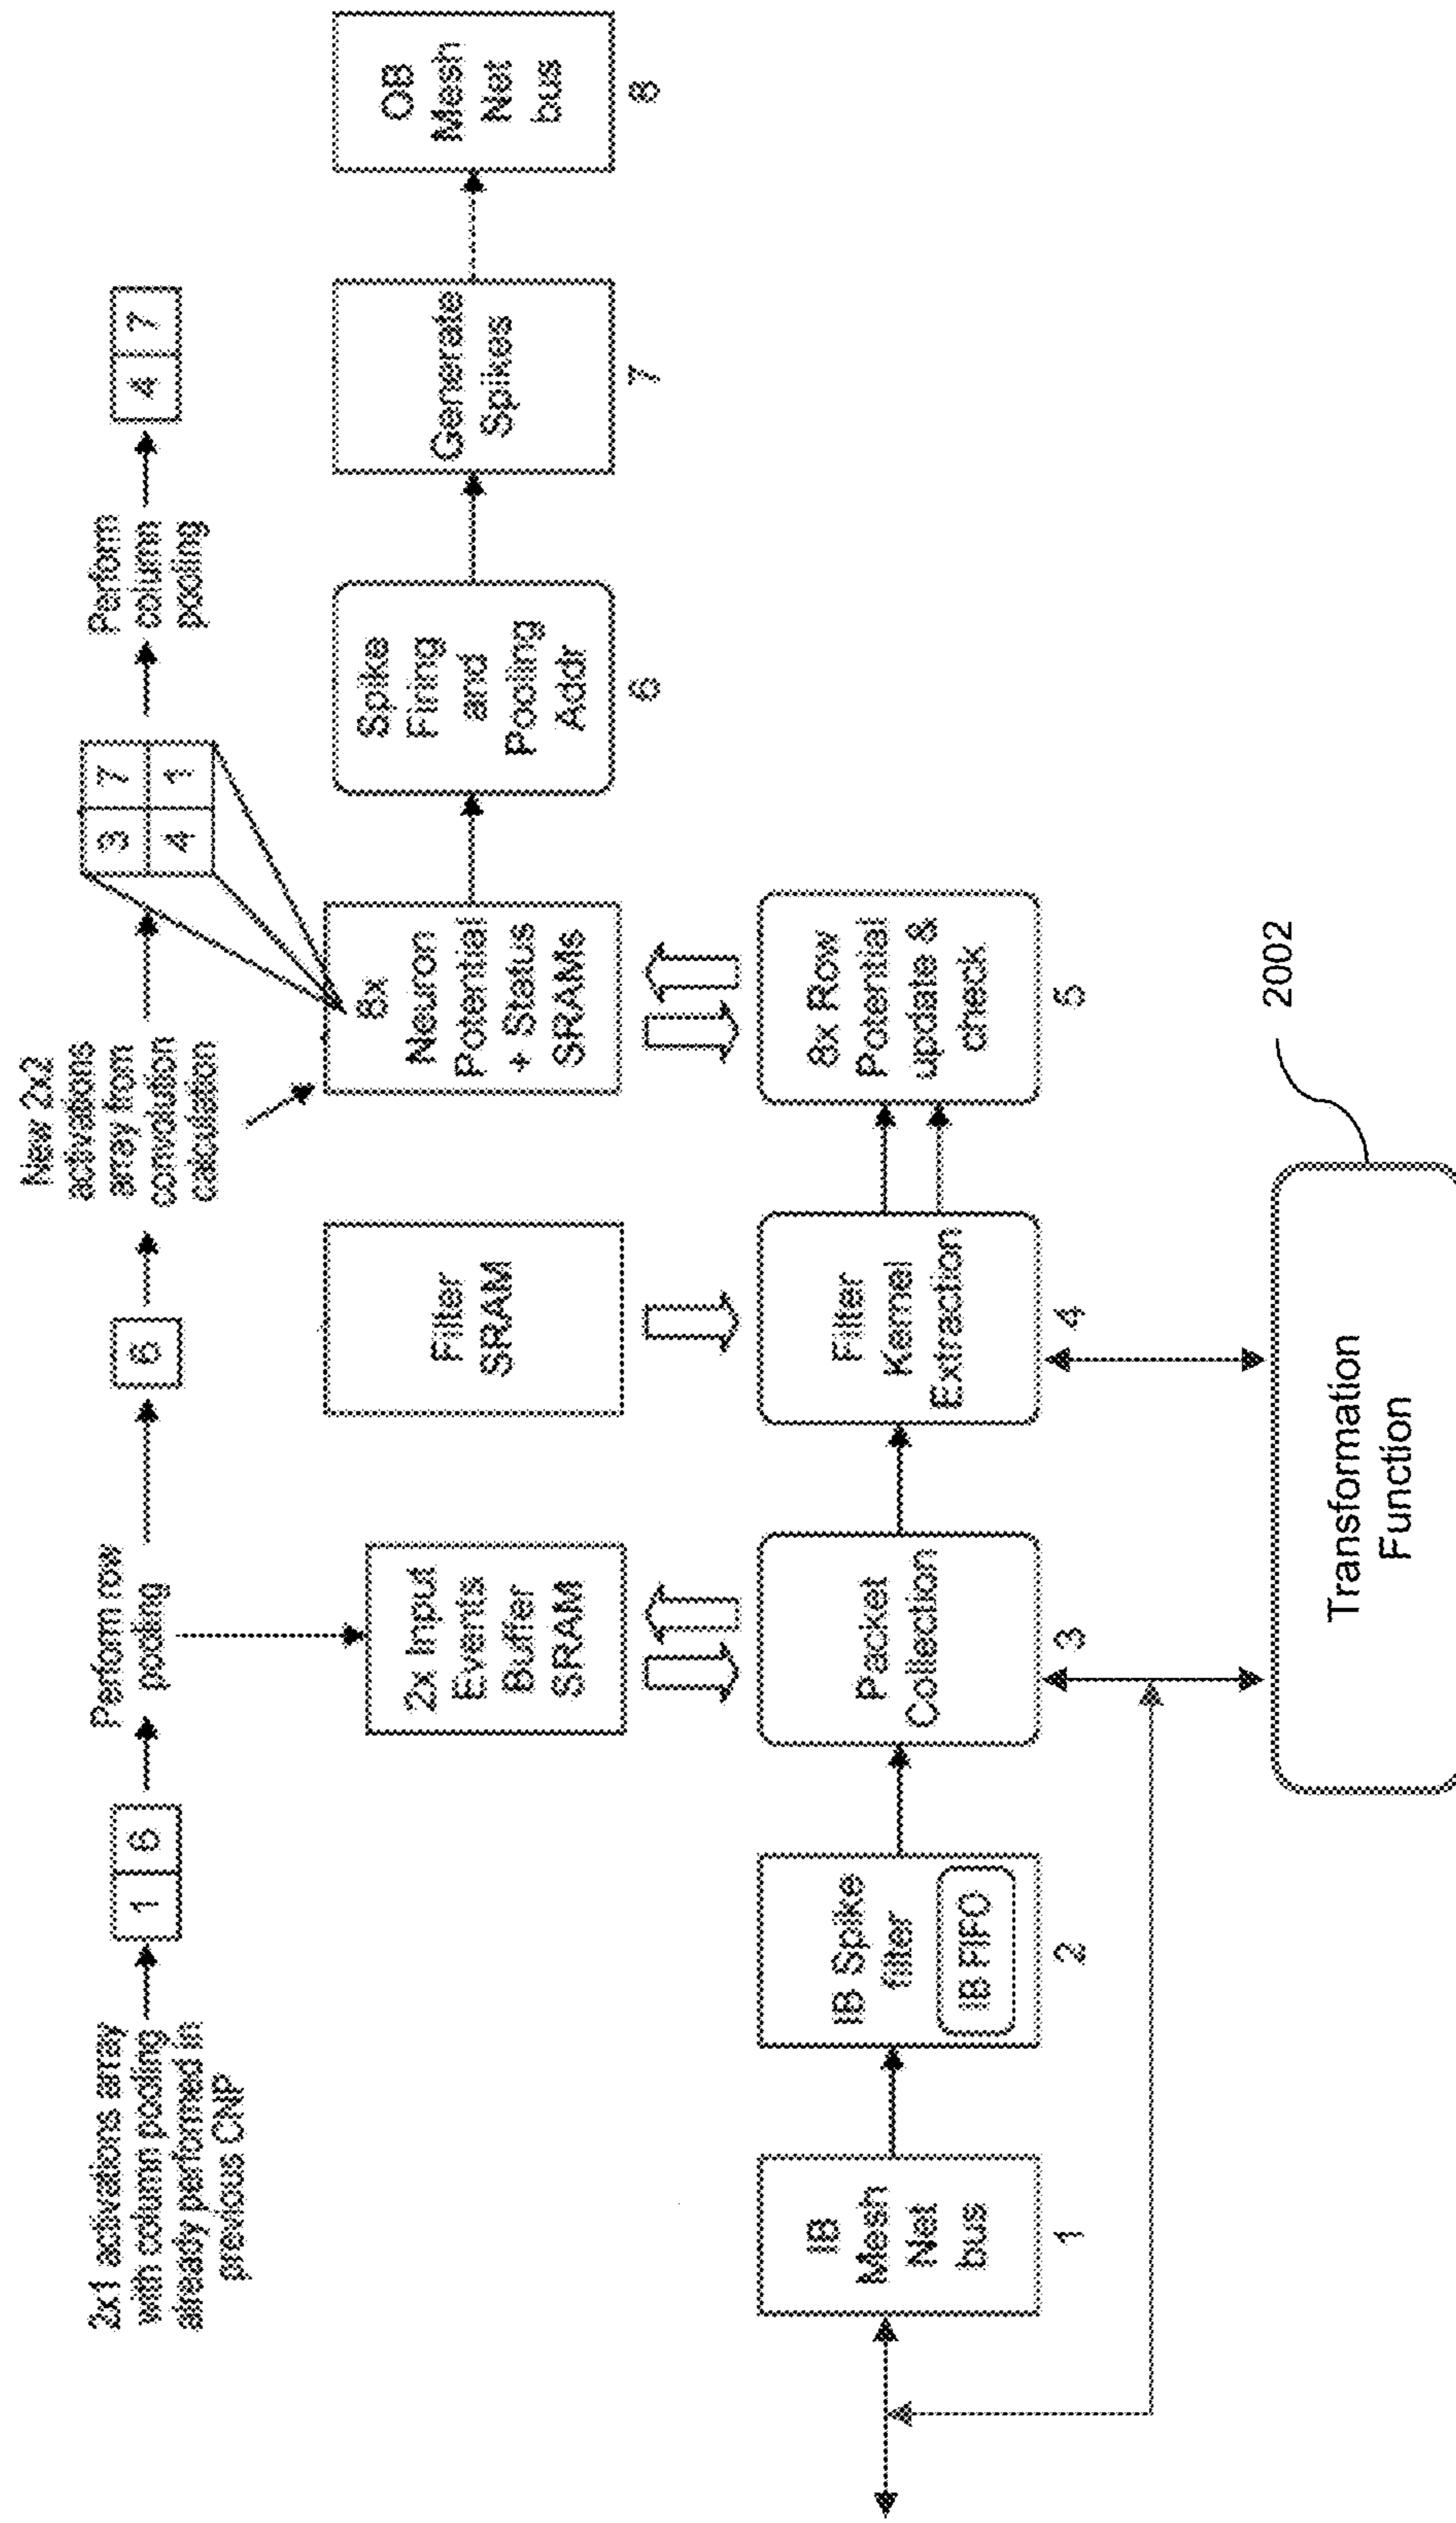 2x1 activations array
with column pooling
already performed in
previous CNP
1 6
Perform row
pooling
6
New 2x2
activations
array from
convolution
calculation
3 7
4 1
Perform
column
pooling
4 7
2x Input
Events
Buffer
SRAM
Filter
SRAM
8x
Neuron
Potential
+ Status
SRAMs
Spike
Firing
and
Pooling
Addr
6
Generate
Spikes
7
OB
Mesh
Net
bus
8
IB
Mesh
Net
bus
1
IB Spike
filter
IB FIFO
2
Packet
Collection
3
Filter
Kernel
Extraction
4
8x Row
Potential
update &
check
5
Transformation
Function
2002